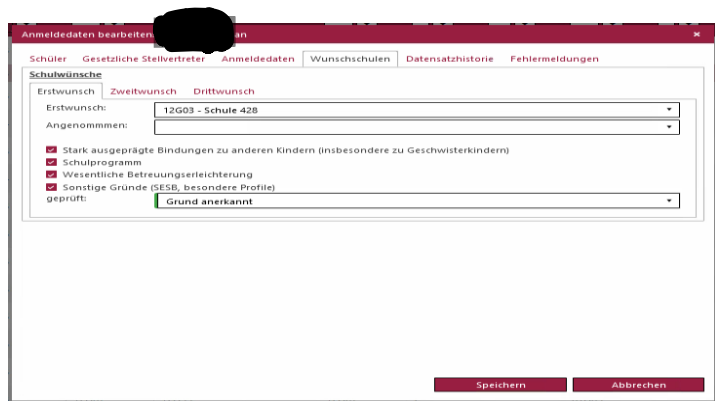 Anmeldedaten bearbeiten: an ×
Schüler Gesetzliche Stellvertreter Anmeldedaten Wunschschulen Datensatzhistorie Fehlermeldungen
Schulwünsche
Erstwunsch Zweitwunsch Drittwunsch
Erstwunsch: 12G03 - Schule 428
Angenommmen:
Stark ausgeprägte Bindungen zu anderen Kindern (insbesondere zu Geschwisterkindern)
Schulprogramm
Wesentliche Betreuungserleichterung
Sonstige Gründe (SESB, besondere Profile)
geprüft: Grund anerkannt
Speichern Abbrechen